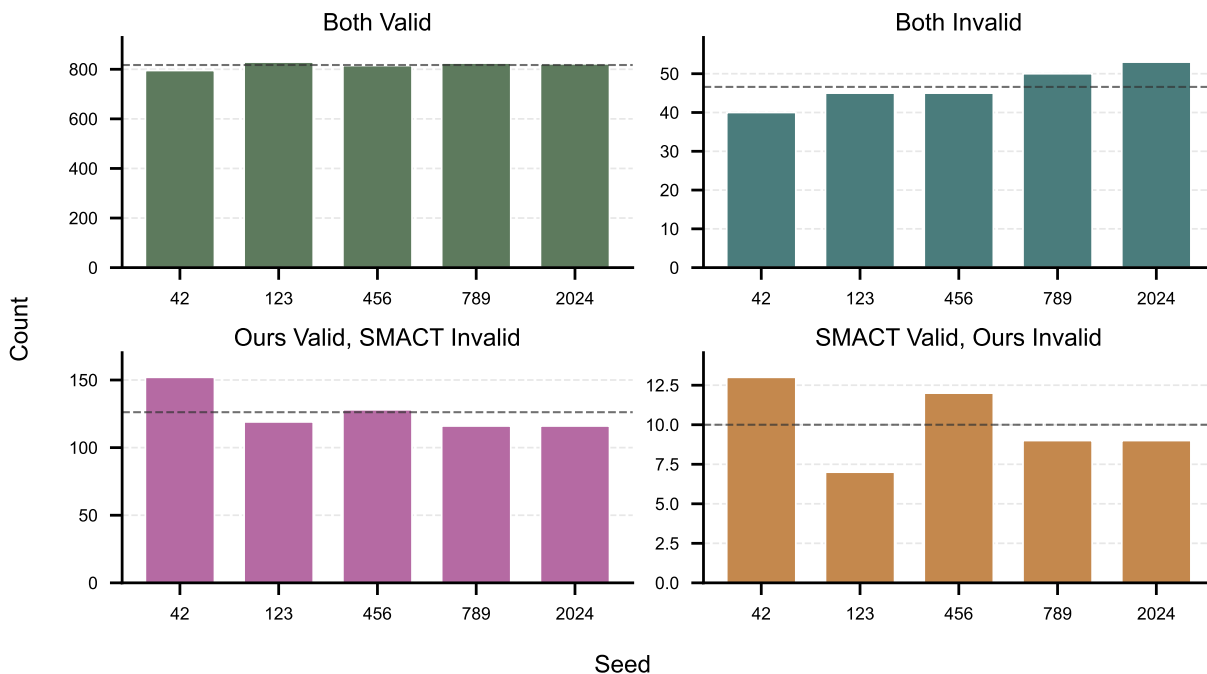 Both Valid
800
600
400
200
0
42 123 456 789 2024
Both Invalid
50
40
30
20
10
0
42 123 456 789 2024
Count
Ours Valid, SMACT Invalid
150
100
50
0
42 123 456 789 2024
SMACT Valid, Ours Invalid
12.5
10.0
7.5
5.0
2.5
0.0
42 123 456 789 2024
Seed